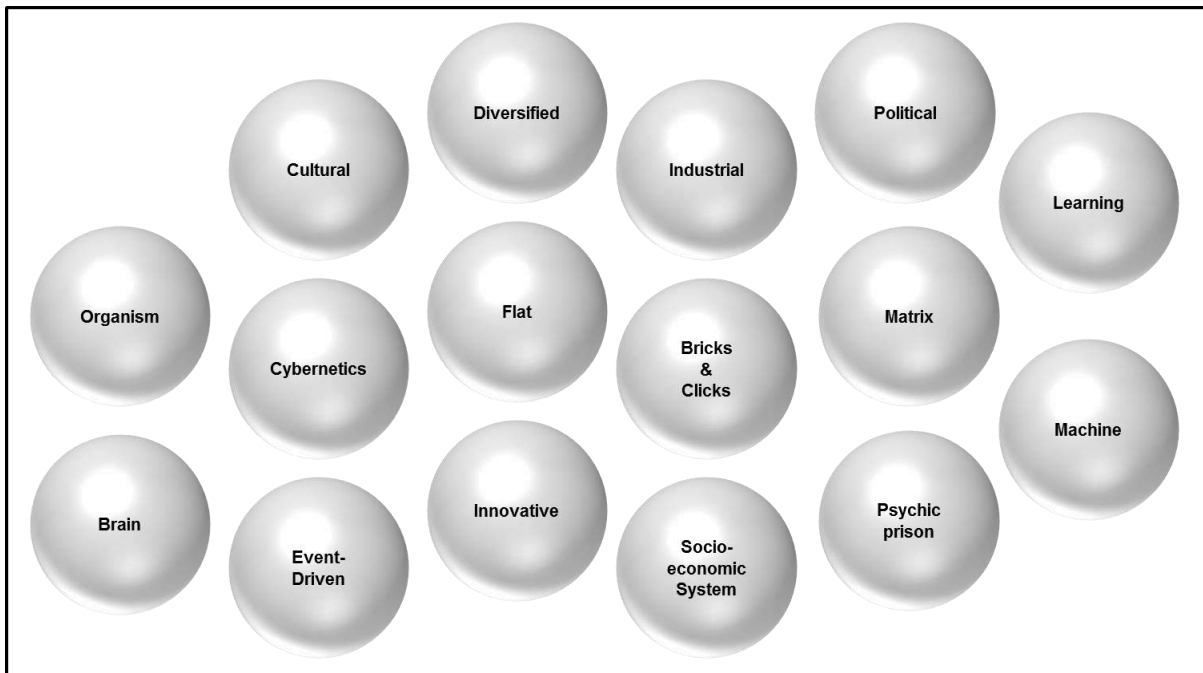 Diversified
Political
Cultural
Industrial
Learning
Organism
Flat
Matrix
Cybernetics
Bricks
&
Clicks
Machine
Brain
Innovative
Psychic
prison
Event-
Driven
Socio-
economic
System